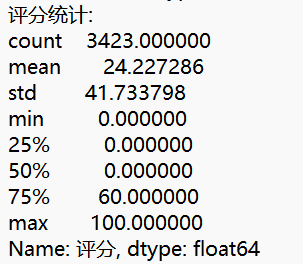 评分统计:
count 3423.000000
mean 24.227286
std 41.733798
min 0.000000
25% 0.000000
50% 0.000000
75% 60.000000
max 100.000000
Name: 评分, dtype: float64